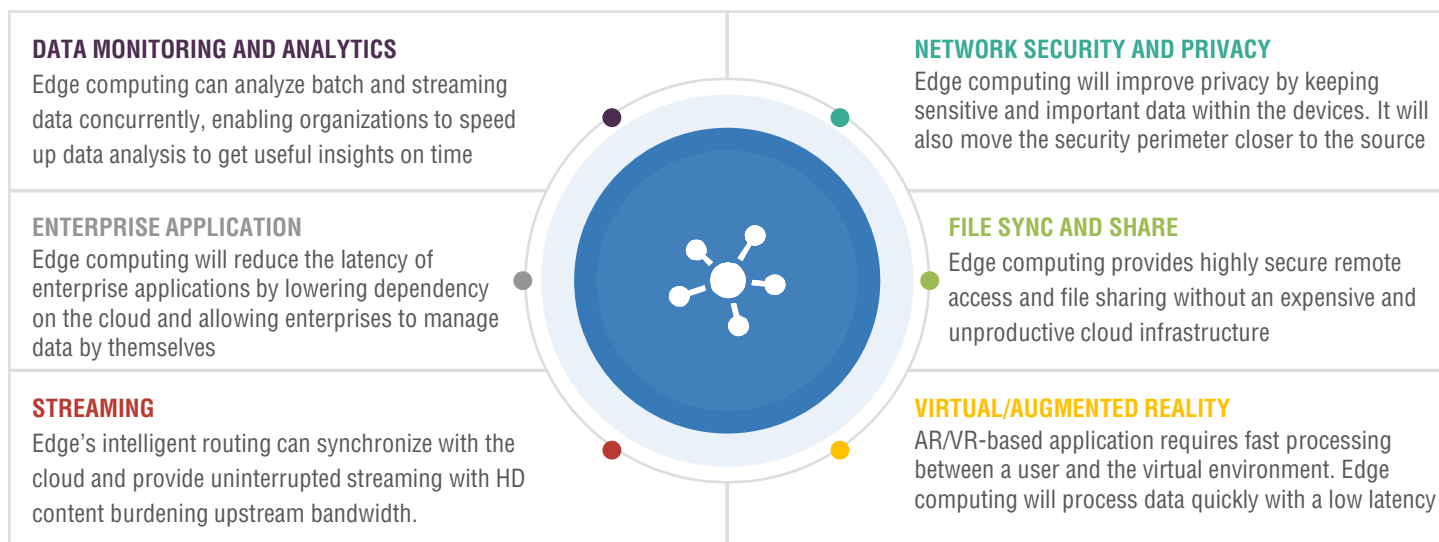 DATA MONITORING AND ANALYTICS
Edge computing can analyze batch and streaming
data concurrently, enabling organizations to speed
up data analysis to get useful insights on time
ENTERPRISE APPLICATION
Edge computing will reduce the latency of
enterprise applications by lowering dependency
on the cloud and allowing enterprises to manage
data by themselves
STREAMING
Edge’s intelligent routing can synchronize with the
cloud and provide uninterrupted streaming with HD
content burdening upstream bandwidth.
NETWORK SECURITY AND PRIVACY
Edge computing will improve privacy by keeping
sensitive and important data within the devices. It will
also move the security perimeter closer to the source
FILE SYNC AND SHARE
Edge computing provides highly secure remote
access and file sharing without an expensive and
unproductive cloud infrastructure
VIRTUAL/AUGMENTED REALITY
AR/VR-based application requires fast processing
between a user and the virtual environment. Edge
computing will process data quickly with a low latency